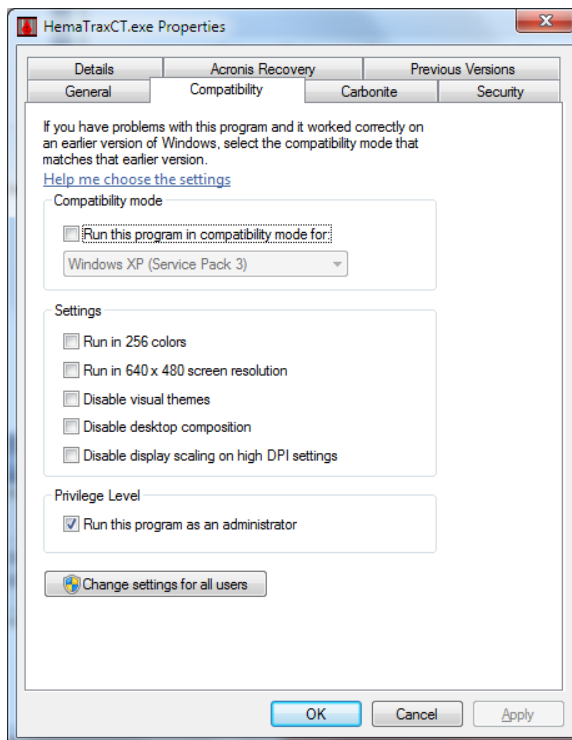 HemaTraxCT.exe Properties
Details Acronis Recovery Previous Versions
General Compatibility Carbonite Security
If you have problems with this program and it worked correctly on
an earlier version of Windows, select the compatibility mode that
matches that earlier version.
Help me choose the settings
Compatibility mode
Run this program in compatibility mode for:
Windows XP (Service Pack 3)
Settings
Run in 256 colors
Run in 640 x 480 screen resolution
Disable visual themes
Disable desktop composition
Disable display scaling on high DPI settings
Privilege Level
Run this program as an administrator
Change settings for all users
OK Cancel Apply